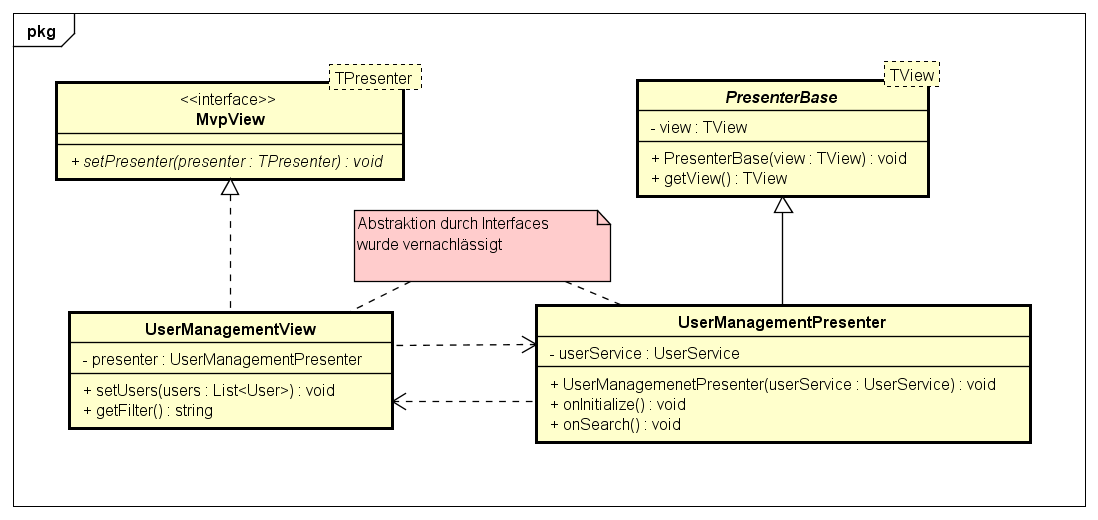 pkg
TPresenter
<<interface>>
MvpView
+ setPresenter(presenter : TPresenter) : void
TView
PresenterBase
- view : TView
+ PresenterBase(view : TView) : void
+ getView() : TView
Abstraktion durch Interfaces
wurde vernachlässigt
UserManagementView
- presenter : UserManagementPresenter
+ setUsers(users : List<User>) : void
+ getFilter() : string
UserManagementPresenter
- userService : UserService
+ UserManagemenetPresenter(userService : UserService) : void
+ onInitialize() : void
+ onSearch() : void